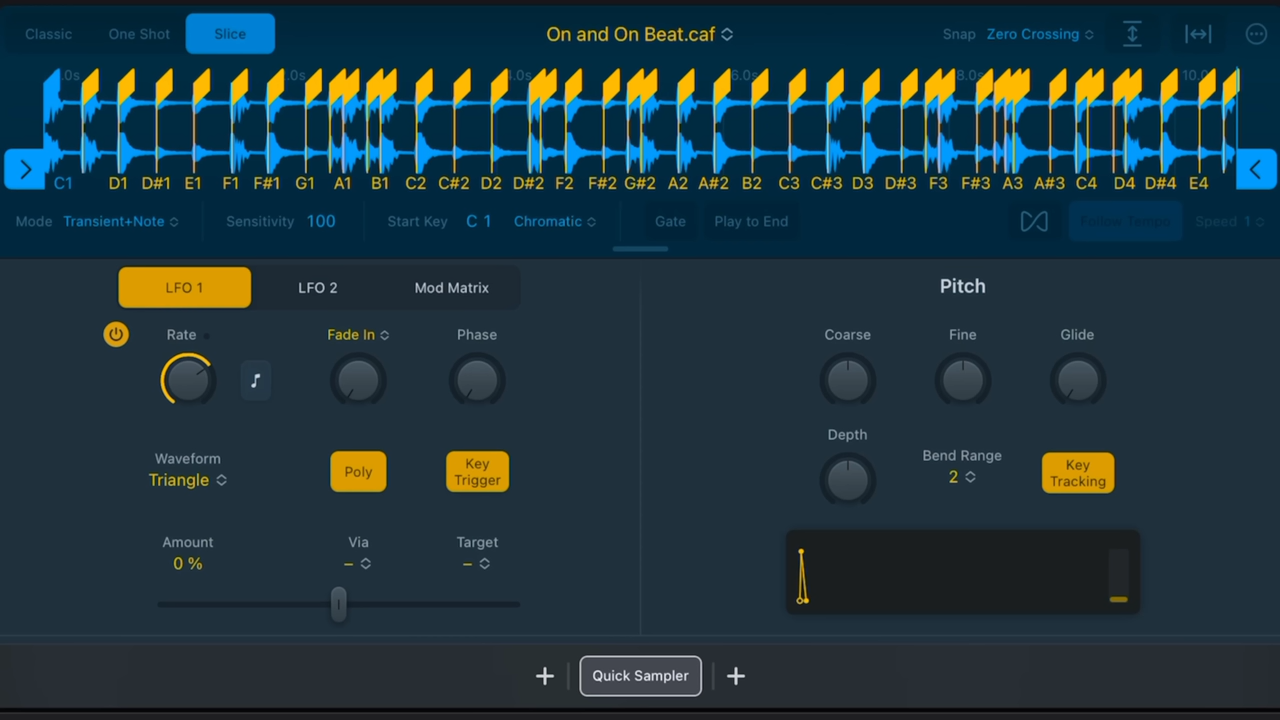 Classic One Shot Slice On and On Beat.caf Snap Zero Crossing
C1 D1 D#1 E1 F1 F#1 G1 A1 B1 C2 C#2 D2 D#2 F2 F#2 G#2 A2 A#2 B2 C3 C#3 D3 D#3 F3 F#3 A3 A#3 C4 D4 D#4 E4
Mode Transient+Note Sensitivity 100 Start Key C 1 Chromatic Gate Play to End Follow Tempo Speed 1
LFO 1 LFO 2 Mod Matrix
Pitch
Rate Fade In Phase
Coarse Fine Glide
Depth
Waveform
Triangle
Poly
Key
Trigger
Bend Range
2
Key
Tracking
Amount Via Target
0 % – –
+ Quick Sampler +